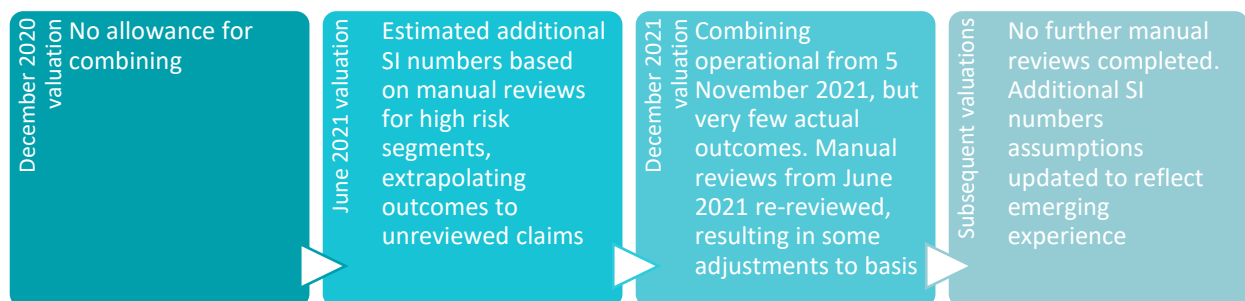 December 2020
valuation
No allowance for
combining
June 2021 valuation
Estimated additional
SI numbers based
on manual reviews
for high risk
segments,
extrapolating
outcomes to
unreviewed claims
December 2021
valuation
Combining
operational from 5
November 2021, but
very few actual
outcomes. Manual
reviews from June
2021 re-reviewed,
resulting in some
adjustments to basis
Subsequent valuations
No further manual
reviews completed.
Additional SI
numbers
assumptions
updated to reflect
emerging
experience